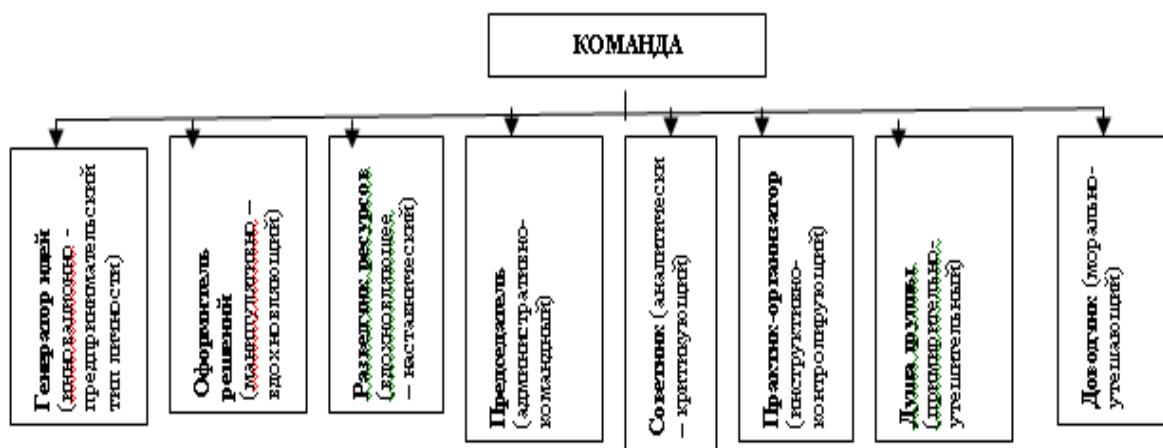 КОМАНДА
Генератор идей
(инновационно -
предпринимательский
тип личности)
Оформитель
решений
(манипулятивно –
вдохновляющий)
Разведчик ресурсов
(вдохновляющее
– наставнический)
Председатель
(административно-
командный)
Советник (аналитически
– критикующий)
Практик-организатор
(инструктивно-
контролирующий)
Душа группы
(примирительно-
утешительный)
Доводчик (морально-
утешающий)